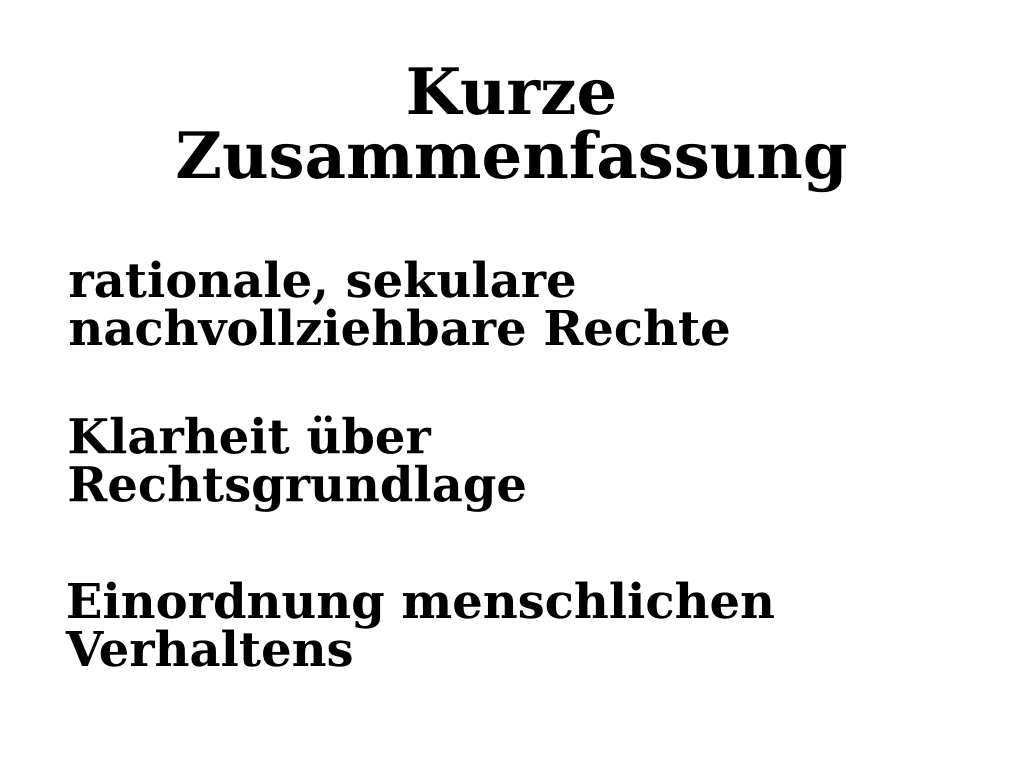 Kurze
Zusammenfassung
rationale, sekulare
nachvollziehbare Rechte
Klarheit über
Rechtsgrundlage
Einordnung menschlichen
Verhaltens